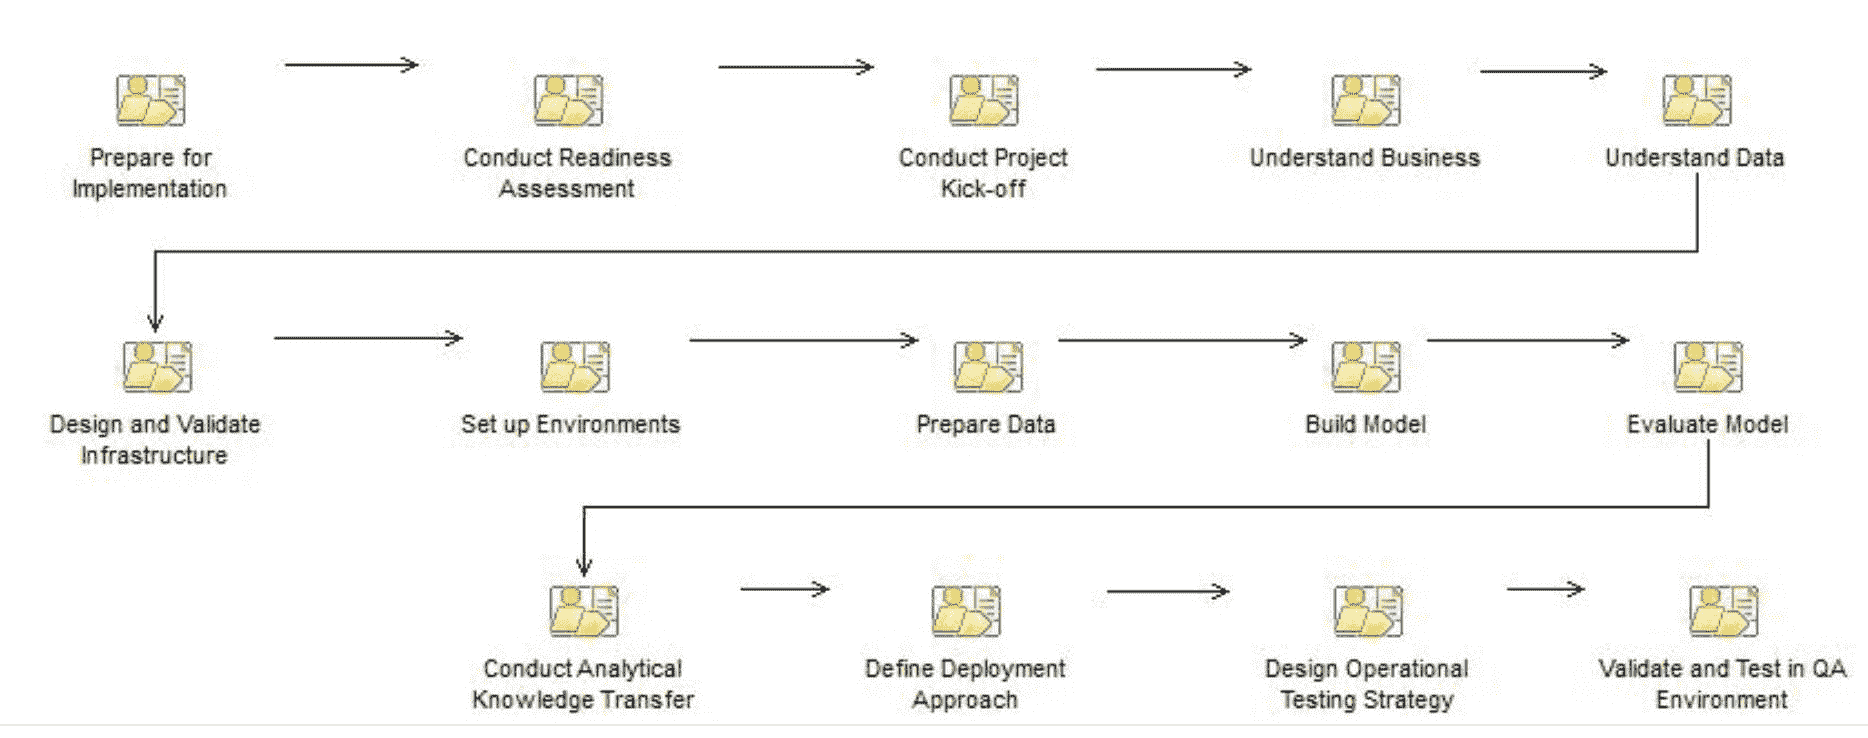 Prepare for
Implementation
Conduct Readiness
Assessment
Conduct Project
Kick-off
Understand Business
Understand Data
Design and Validate
Infrastructure
Set up Environments
Prepare Data
Build Model
Evaluate Model
Conduct Analytical
Knowledge Transfer
Define Deployment
Approach
Design Operational
Testing Strategy
Validate and Test in QA
Environment